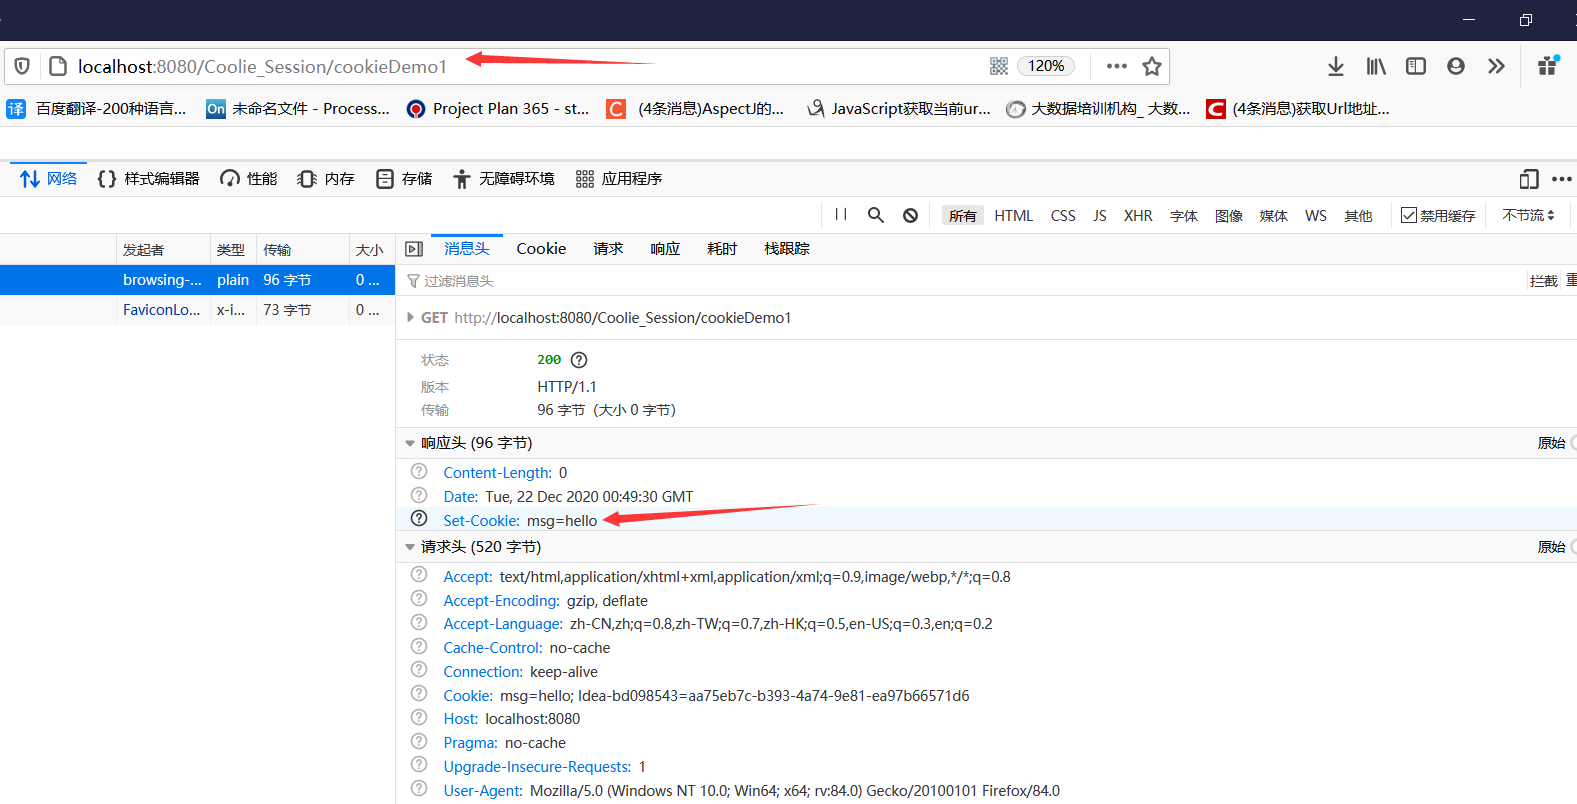 localhost:8080/Coolie_Session/cookieDemo1
120%
译 百度翻译-200种语言...
On 未命名文件 - Process...
Project Plan 365 - st...
C (4条消息)AspectJ的...
JavaScript获取当前ur...
大数据培训机构_ 大数...
C (4条消息)获取Url地址...
网络
样式编辑器
性能
内存
存储
无障碍环境
应用程序
所有 HTML CSS JS XHR 字体 图像 媒体 WS 其他
禁用缓存
不节流
发起者 类型 传输 大小
browsing-... plain 96 字节 0 ...
FaviconLo... x-i... 73 字节 0 ...
消息头 Cookie 请求 响应 耗时 栈跟踪
过滤消息头
拦截 重
GET http://localhost:8080/Coolie_Session/cookieDemo1
状态 200
版本 HTTP/1.1
传输 96 字节 (大小 0 字节)
响应头 (96 字节)
原始
Content-Length: 0
Date: Tue, 22 Dec 2020 00:49:30 GMT
Set-Cookie: msg=hello
请求头 (520 字节)
原始
Accept: text/html,application/xhtml+xml,application/xml;q=0.9,image/webp,*/*;q=0.8
Accept-Encoding: gzip, deflate
Accept-Language: zh-CN,zh;q=0.8,zh-TW;q=0.7,zh-HK;q=0.5,en-US;q=0.3,en;q=0.2
Cache-Control: no-cache
Connection: keep-alive
Cookie: msg=hello; Idea-bd098543=aa75eb7c-b393-4a74-9e81-ea97b66571d6
Host: localhost:8080
Pragma: no-cache
Upgrade-Insecure-Requests: 1
User-Agent: Mozilla/5.0 (Windows NT 10.0; Win64; x64; rv:84.0) Gecko/20100101 Firefox/84.0